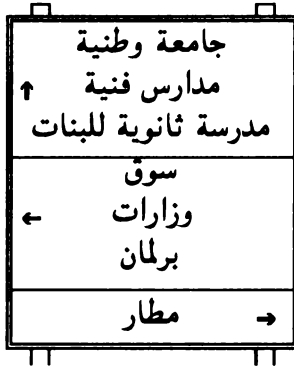 جامعة وطنية
↑ مدارس فنية
مدرسة ثانوية للبنات
سوق
← وزارات
برلمان
مطار →